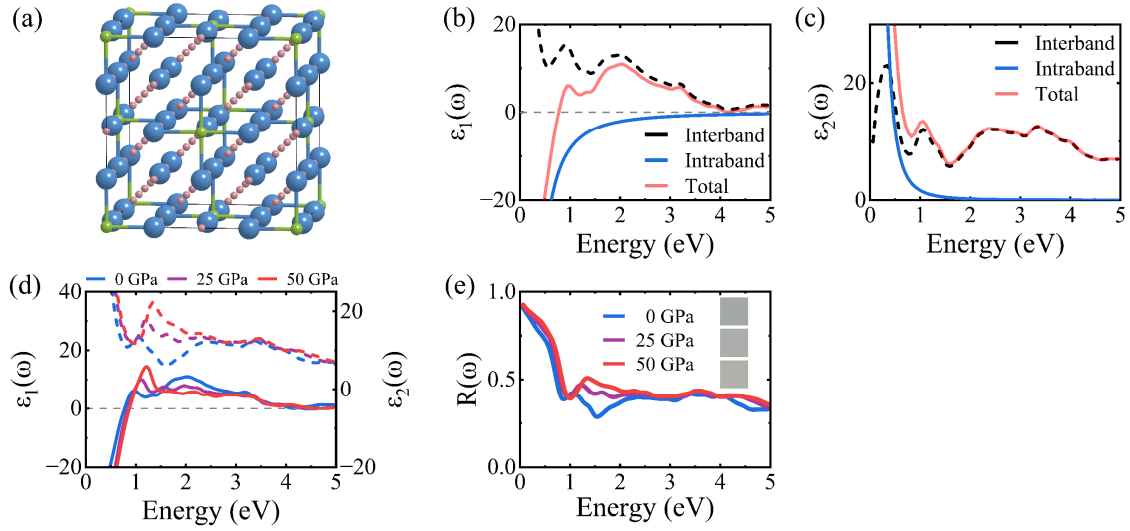 (a)
(b)
20
10
0
−10
−20
ε1(ω)
Interband
Intraband
Total
0 1 2 3 4 5
Energy (eV)
(c)
20
0
ε2(ω)
Interband
Intraband
Total
0 1 2 3 4 5
Energy (eV)
(d)
0 GPa 25 GPa 50 GPa
40
20
0
−20
ε1(ω)
20
0
−20
ε2(ω)
0 1 2 3 4 5
Energy (eV)
(e)
1.0
0.5
0.0
R(ω)
0 GPa
25 GPa
50 GPa
0 1 2 3 4 5
Energy (eV)